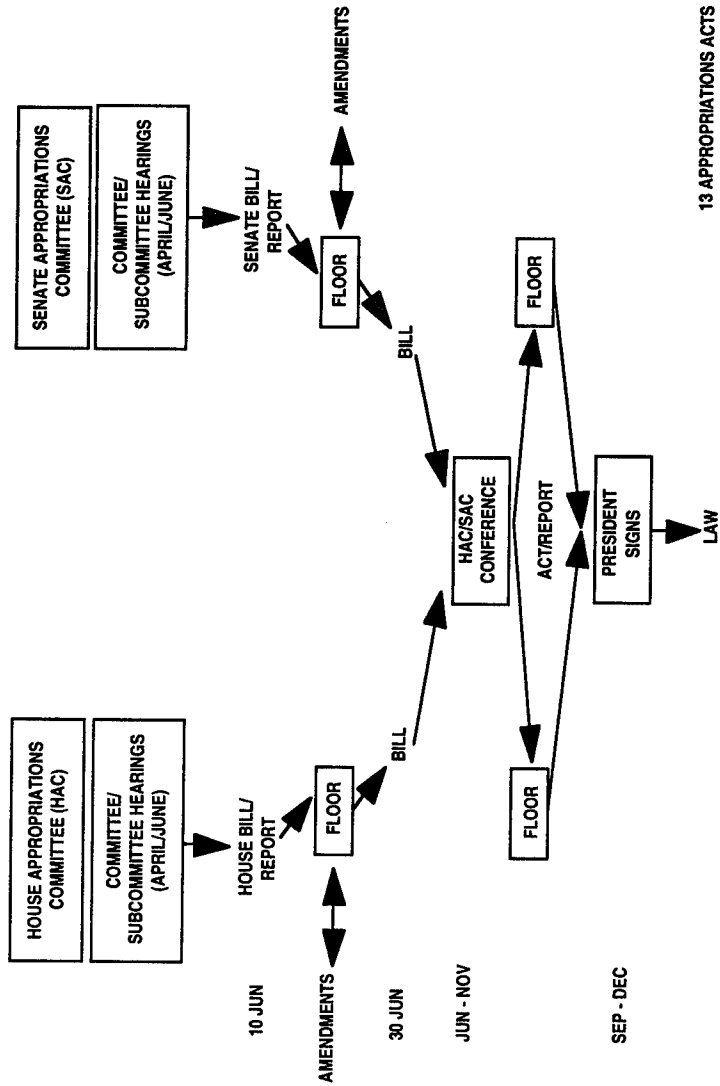 HOUSE APPROPRIATIONS
COMMITTEE (HAC)
SENATE APPROPRIATIONS
COMMITTEE (SAC)
COMMITTEE/
SUBCOMMITTEE HEARINGS
(APRIL/JUNE)
COMMITTEE/
SUBCOMMITTEE HEARINGS
(APRIL/JUNE)
10 JUN
HOUSE BILL/
REPORT
SENATE BILL/
REPORT
AMENDMENTS
FLOOR
FLOOR
AMENDMENTS
30 JUN
BILL
BILL
JUN - NOV
HAC/SAC
CONFERENCE
FLOOR
ACT/REPORT
FLOOR
SEP - DEC
PRESIDENT
SIGNS
LAW
13 APPROPRIATIONS ACTS